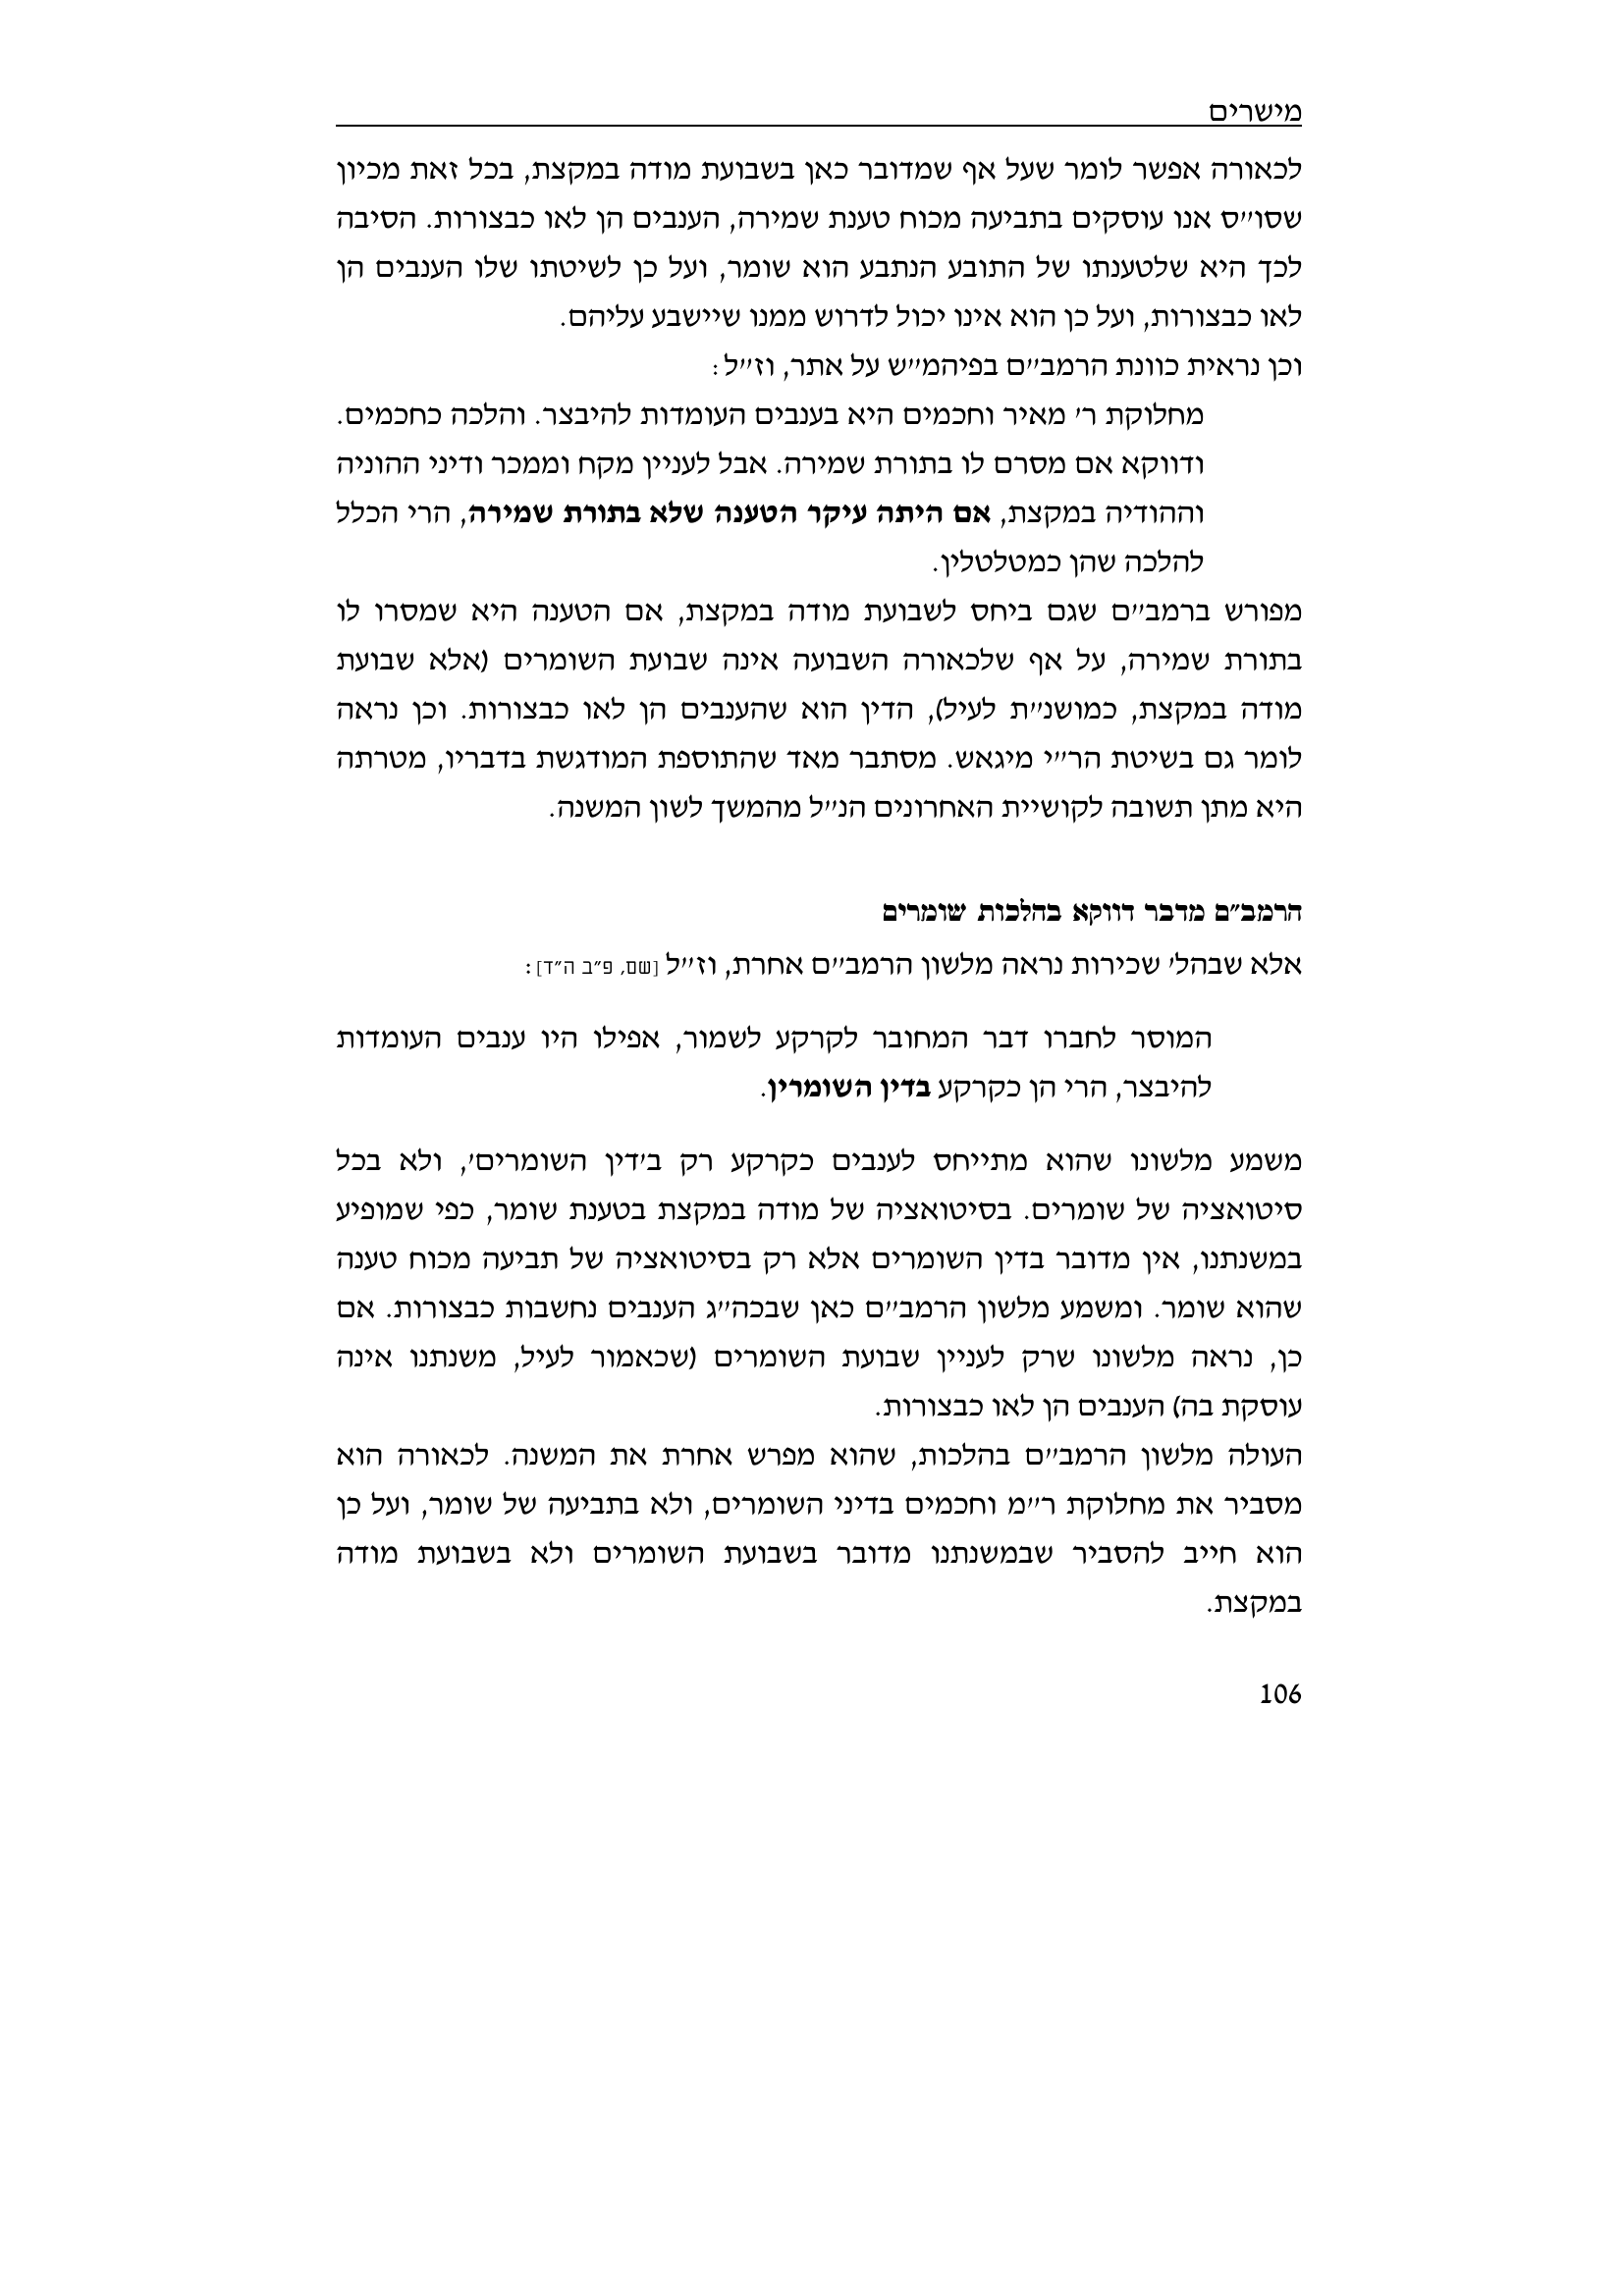 מישרים
לכאורה אפשר לומר שעל אף שמדובר כאן בשבועת מודה במקצת, בכל זאת מכיון
שסו״ס אנו עוסקים בתביעה מכוח טענת שמירה, הענבים הן לאו כבצורות. הסיבה
לכך היא שלטענתו של התובע הנתבע הוא שומר, ועל כן לשיטתו שלו הענבים הן
לאו כבצורות, ועל כן הוא אינו יכול לדרוש ממנו שיישבע עליהם.
וכן נראית כוונת הרמב״ם בפיהמ״ש על אתר, וז״ל:
מחלוקת ר׳ מאיר וחכמים היא בענבים העומדות להיבצר. והלכה כחכמים.
ודווקא אם מסרם לו בתורת שמירה. אבל לעניין מקח וממכר ודיני ההוניה
וההודיה במקצת, אם היתה עיקר הטענה שלא בתורת שמירה, הרי הכלל
להלכה שהן כמטלטלין.
מפורש ברמב״ם שגם ביחס לשבועת מודה במקצת, אם הטענה היא שמסרו לו
בתורת שמירה, על אף שלכאורה השבועה אינה שבועת השומרים (אלא שבועת
מודה במקצת, כמושנ״ת לעיל), הדין הוא שהענבים הן לאו כבצורות. וכן נראה
לומר גם בשיטת הר״י מיגאש. מסתבר מאד שהתוספת המודגשת בדבריו, מטרתה
היא מתן תשובה לקושיית האחרונים הנ״ל מהמשך לשון המשנה.
הרמב״ם מדבר דווקא בהלכות שומרים
אלא שבהל׳ שכירות נראה מלשון הרמב״ם אחרת, וז״ל [שם, פ״ב ה״ד]:
המוסר לחברו דבר המחובר לקרקע לשמור, אפילו היו ענבים העומדות
להיבצר, הרי הן כקרקע בדין השומרין.
משמע מלשונו שהוא מתייחס לענבים כקרקע רק ב׳דין השומרים׳, ולא בכל
סיטואציה של שומרים. בסיטואציה של מודה במקצת בטענת שומר, כפי שמופיע
במשנתנו, אין מדובר בדין השומרים אלא רק בסיטואציה של תביעה מכוח טענה
שהוא שומר. ומשמע מלשון הרמב״ם כאן שבכה״ג הענבים נחשבות כבצורות. אם
כן, נראה מלשונו שרק לעניין שבועת השומרים (שכאמור לעיל, משנתנו אינה
עוסקת בה) הענבים הן לאו כבצורות.
העולה מלשון הרמב״ם בהלכות, שהוא מפרש אחרת את המשנה. לכאורה הוא
מסביר את מחלוקת ר״מ וחכמים בדיני השומרים, ולא בתביעה של שומר, ועל כן
הוא חייב להסביר שבמשנתנו מדובר בשבועת השומרים ולא בשבועת מודה
במקצת.
106